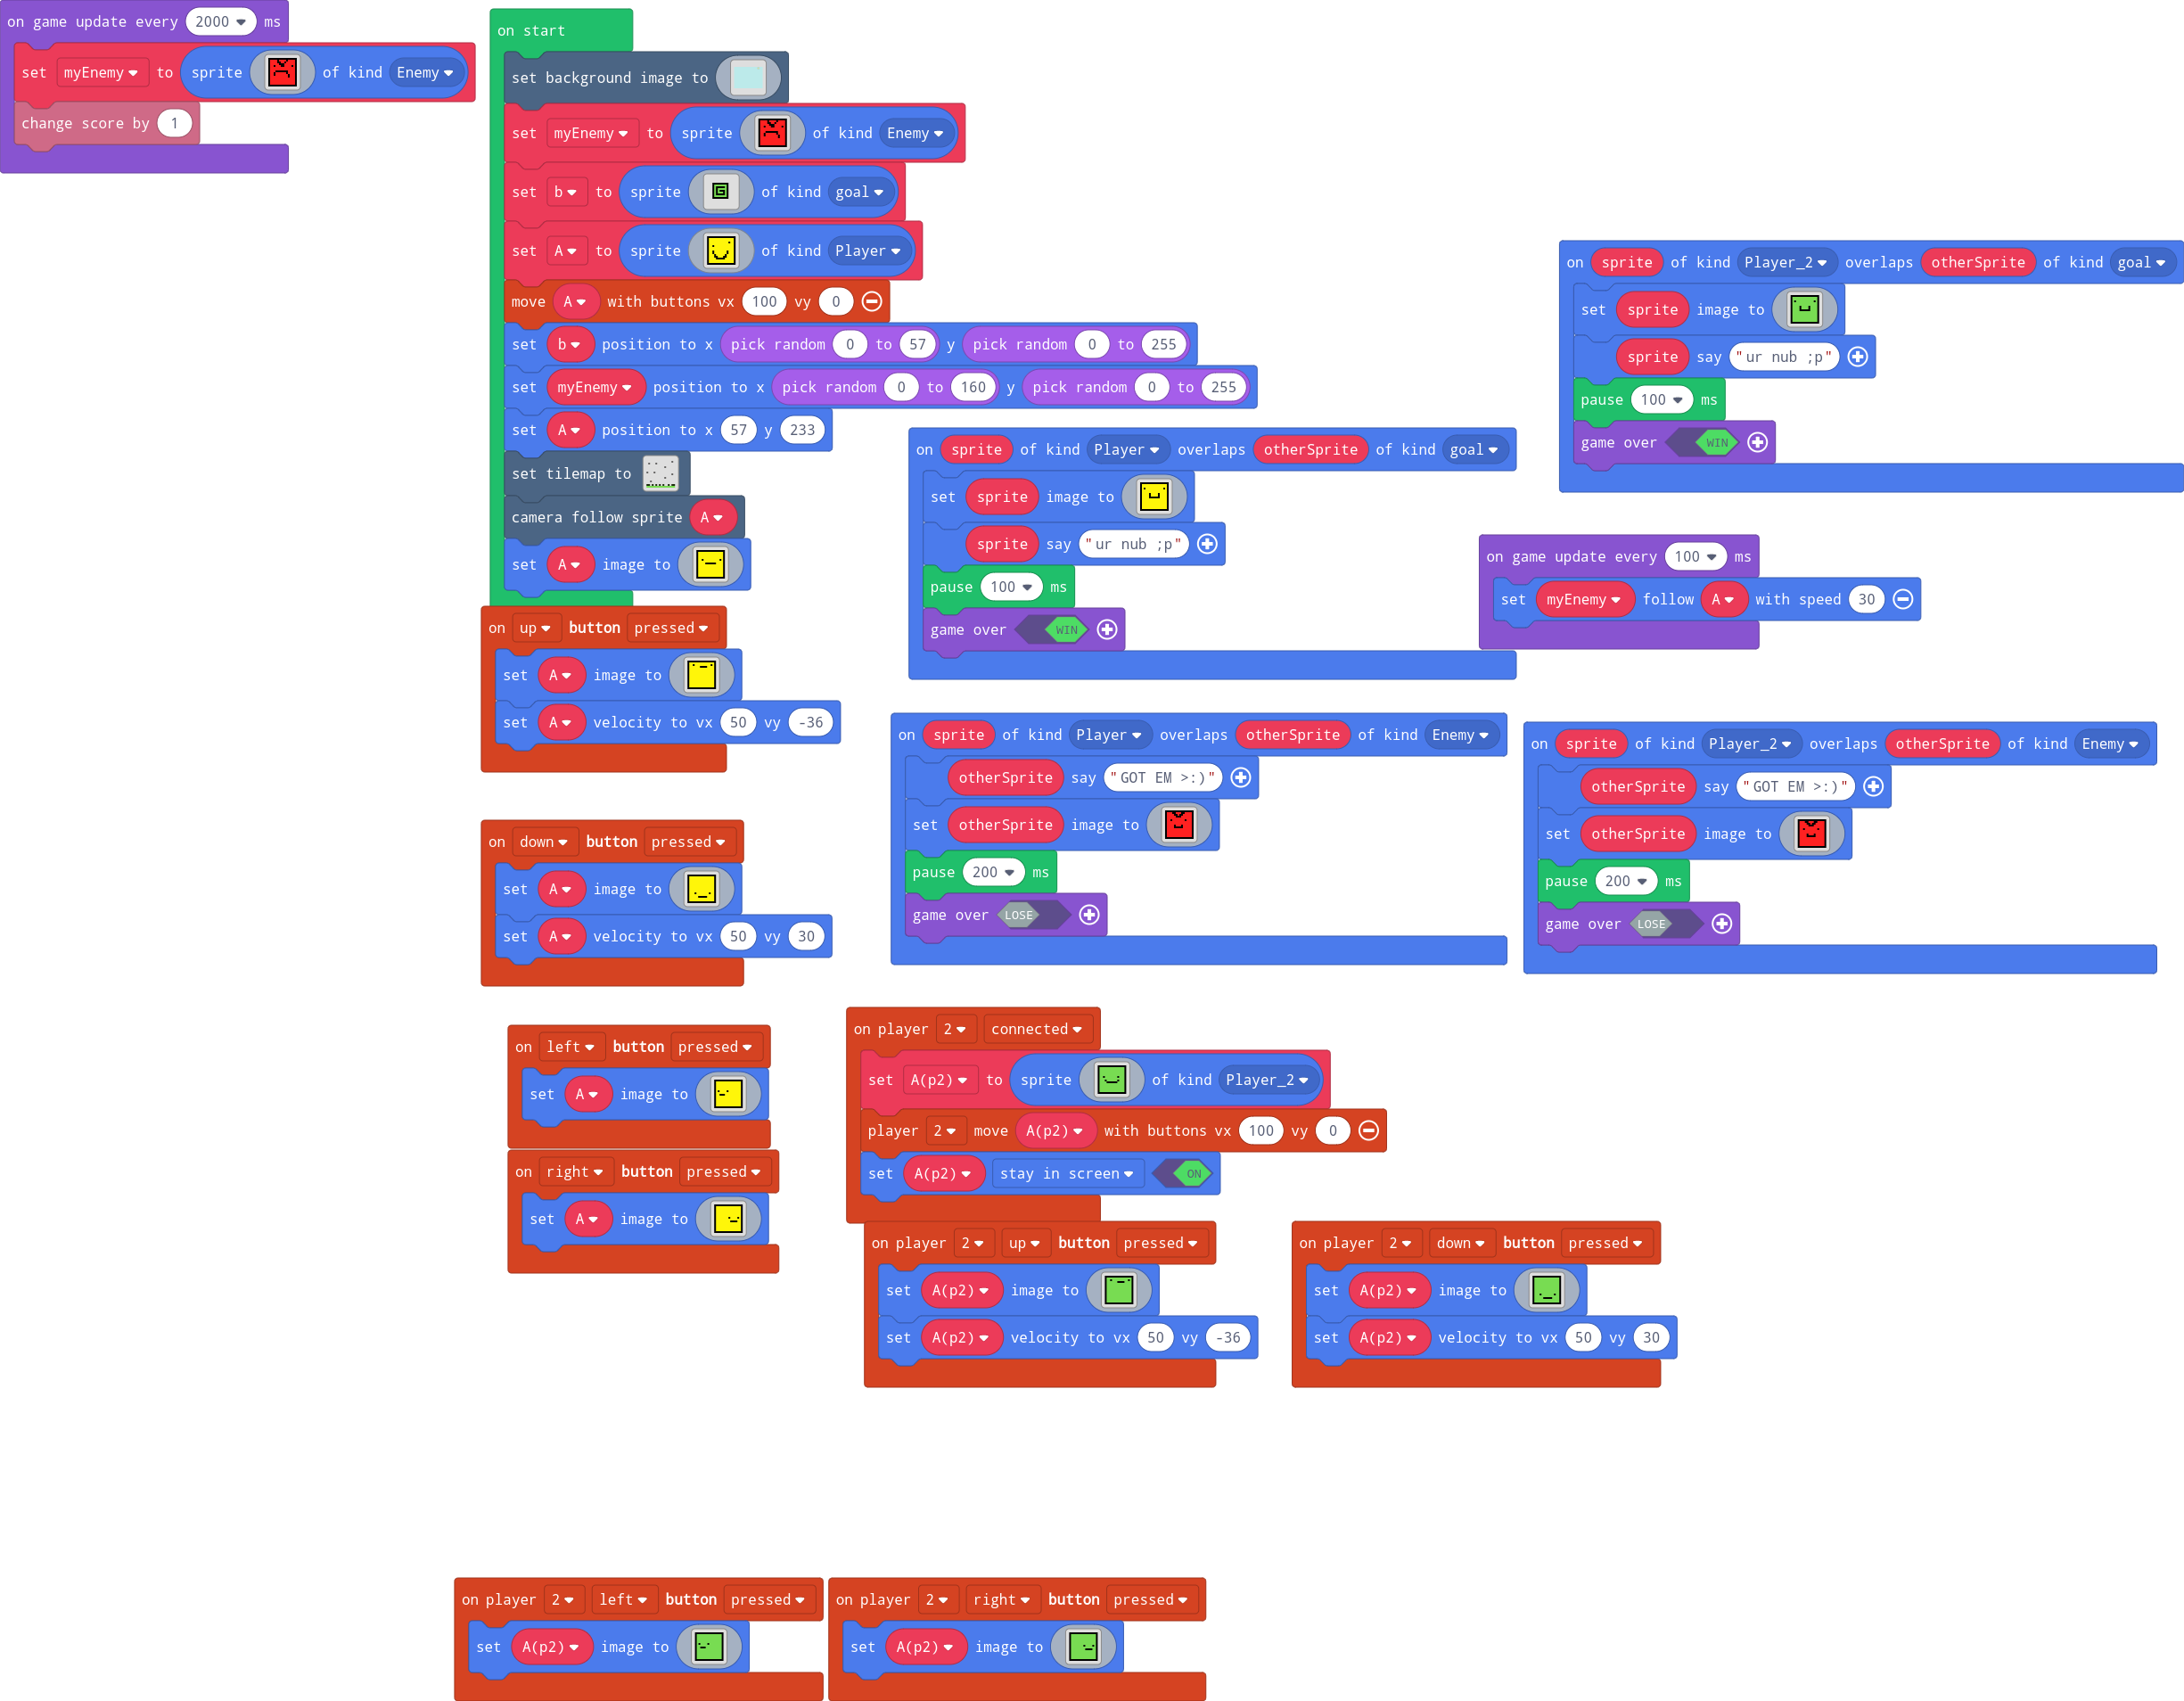 on game update every 2000 ms
set myEnemy to sprite of kind Enemy
change score by 1
on start
set background image to
set myEnemy to sprite of kind Enemy
set b to sprite of kind goal
set A to sprite of kind Player
move A with buttons vx 100 vy 0
set b position to x pick random 0 to 57 y pick random 0 to 255
set myEnemy position to x pick random 0 to 160 y pick random 0 to 255
set A position to x 57 y 233
set tilemap to
camera follow sprite A
set A image to
on up button pressed
set A image to
set A velocity to vx 50 vy -36
on down button pressed
set A image to
set A velocity to vx 50 vy 30
on left button pressed
set A image to
on right button pressed
set A image to
on sprite of kind Player overlaps otherSprite of kind goal
set sprite image to
sprite say "ur nub ;p"
pause 100 ms
game over WIN
on sprite of kind Player_2 overlaps otherSprite of kind goal
set sprite image to
sprite say "ur nub ;p"
pause 100 ms
game over WIN
on game update every 100 ms
set myEnemy follow A with speed 30
on sprite of kind Player overlaps otherSprite of kind Enemy
otherSprite say "GOT EM >:)"
set otherSprite image to
pause 200 ms
game over LOSE
on sprite of kind Player_2 overlaps otherSprite of kind Enemy
otherSprite say "GOT EM >:)"
set otherSprite image to
pause 200 ms
game over LOSE
on player 2 connected
set A(p2) to sprite of kind Player_2
player 2 move A(p2) with buttons vx 100 vy 0
set A(p2) stay in screen ON
on player 2 up button pressed
set A(p2) image to
set A(p2) velocity to vx 50 vy -36
on player 2 down button pressed
set A(p2) image to
set A(p2) velocity to vx 50 vy 30
on player 2 left button pressed
set A(p2) image to
on player 2 right button pressed
set A(p2) image to